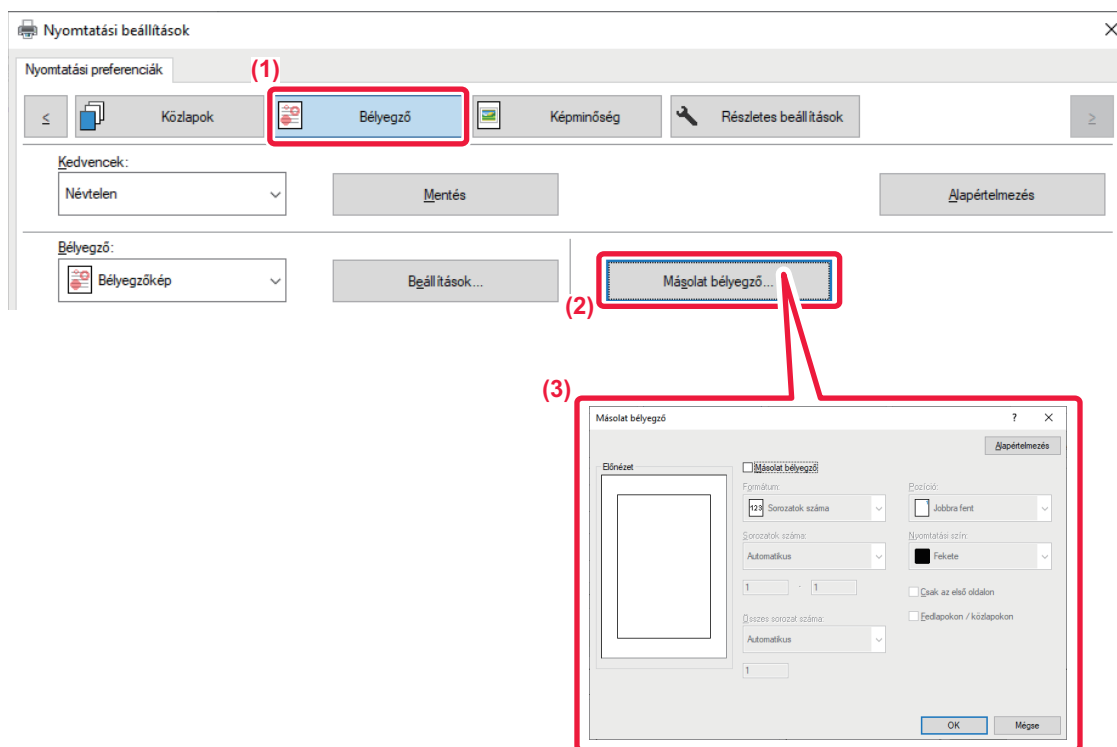 Nyomtatási beállítások
Nyomtatási preferenciák
(1)
< Közlapok Bélyegző Képminőség Részletes beállítások >
Kedvencek:
Névtelen Mentés Alapértelmezés
Bélyegző:
Bélyegzőkép Beállítások... Másolat bélyegző...
(2)
(3)
Másolat bélyegző ? X
Alapértelmezés
Előnézet Másolat bélyegző
Formátum: Pozíció:
123 Sorozatok száma Jobbra fent
Sorozatok száma: Nyomtatási szín:
Automatikus Fekete
1 - 1 Csak az első oldalon
Összes sorozat száma: Fedlapokon / közlapokon
Automatikus
1
OK Mégse